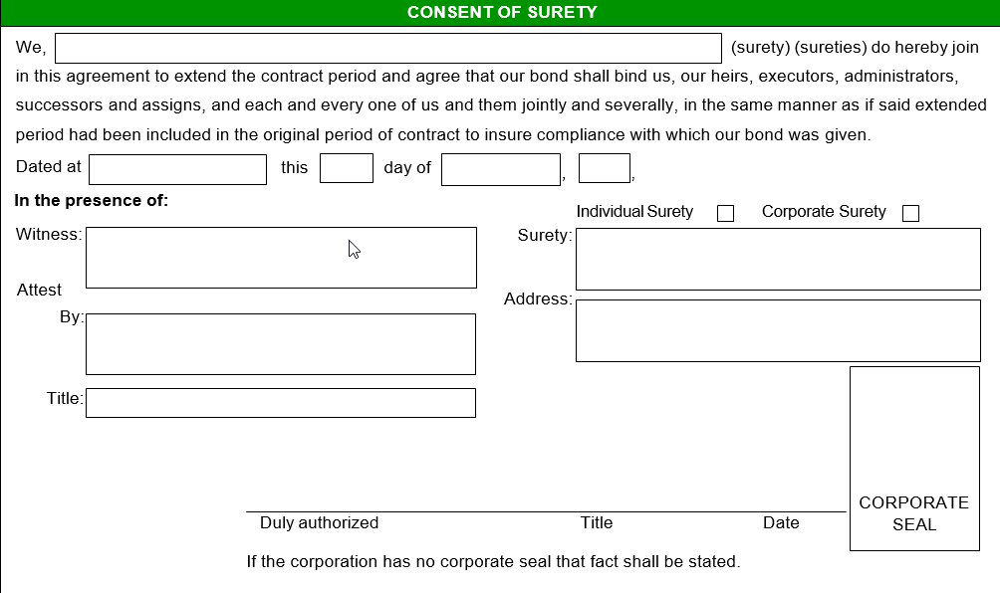 CONSENT OF SURETY
We, (surety) (sureties) do hereby join
in this agreement to extend the contract period and agree that our bond shall bind us, our heirs, executors, administrators,
successors and assigns, and each and every one of us and them jointly and severally, in the same manner as if said extended
period had been included in the original period of contract to insure compliance with which our bond was given.
Dated at this day of , ,
In the presence of:
Individual Surety Corporate Surety
Witness:
Surety:
Attest
Address:
By:
Title:
CORPORATE
SEAL
Duly authorized Title Date
If the corporation has no corporate seal that fact shall be stated.